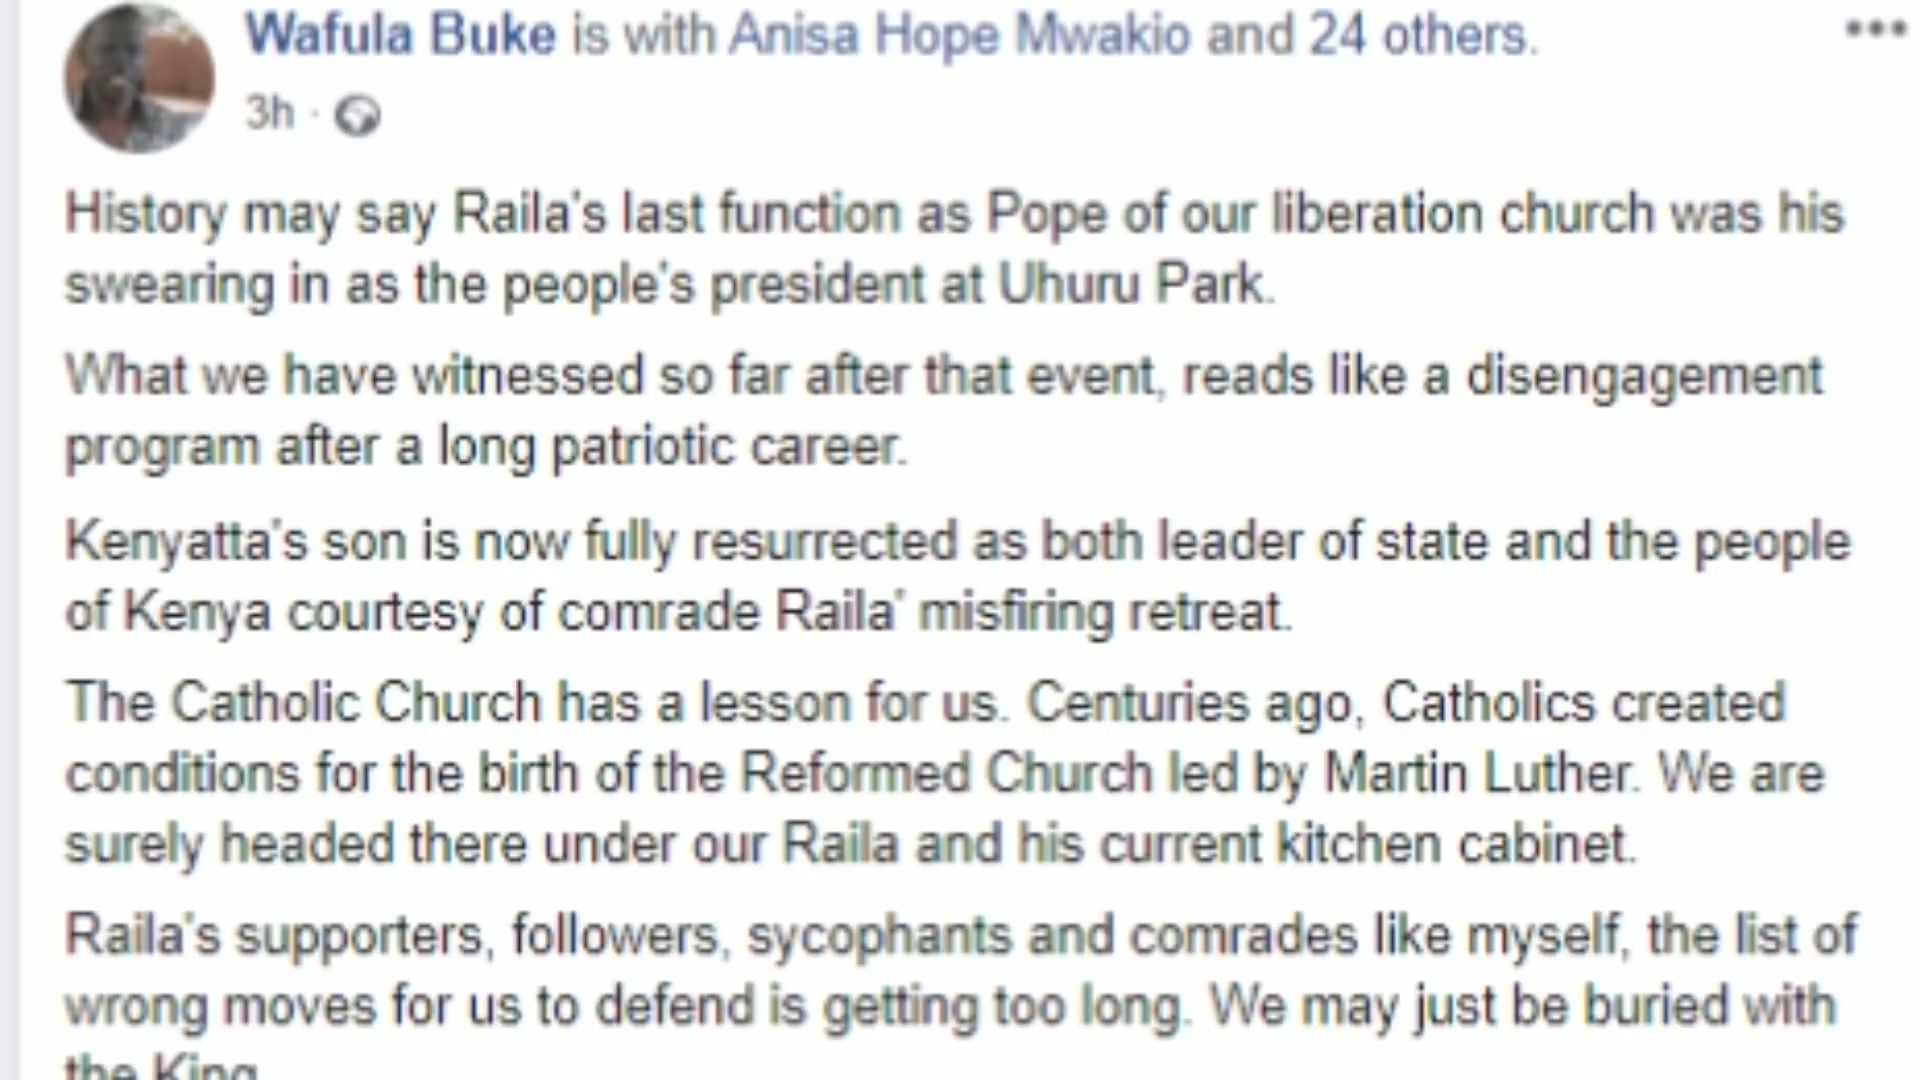 Wafula Buke is with Anisa Hope Mwakio and 24 others.
3h ·
History may say Raila's last function as Pope of our liberation church was his
swearing in as the people's president at Uhuru Park.
What we have witnessed so far after that event, reads like a disengagement
program after a long patriotic career.
Kenyatta's son is now fully resurrected as both leader of state and the people
of Kenya courtesy of comrade Raila' misfiring retreat.
The Catholic Church has a lesson for us. Centuries ago, Catholics created
conditions for the birth of the Reformed Church led by Martin Luther. We are
surely headed there under our Raila and his current kitchen cabinet.
Raila's supporters, followers, sycophants and comrades like myself, the list of
wrong moves for us to defend is getting too long. We may just be buried with
the King